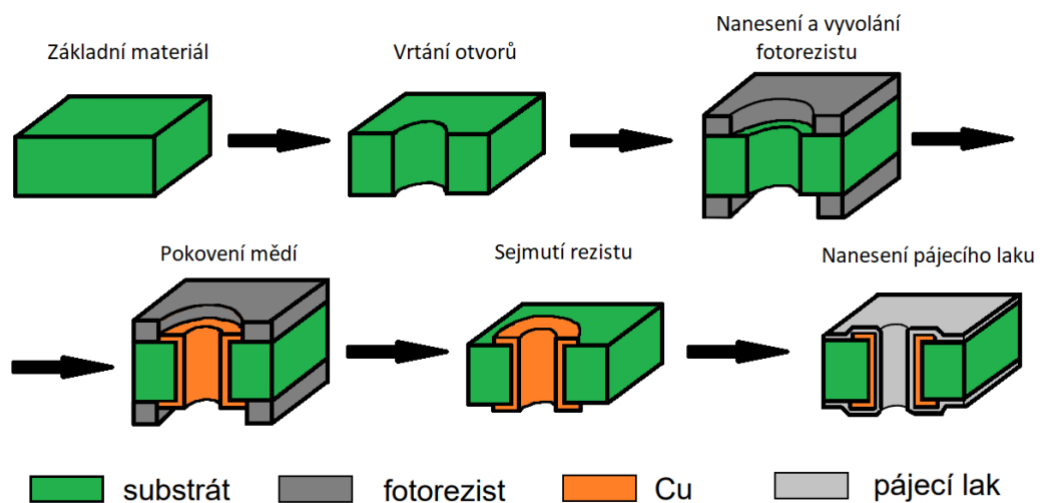 Základní materiál
Vrtání otvorů
Nanesení a vyvolání
fotorezistu
Pokovení mědí
Sejmutí rezistu
Nanesení pájecího laku
substrát
fotorezist
Cu
pájecí lak